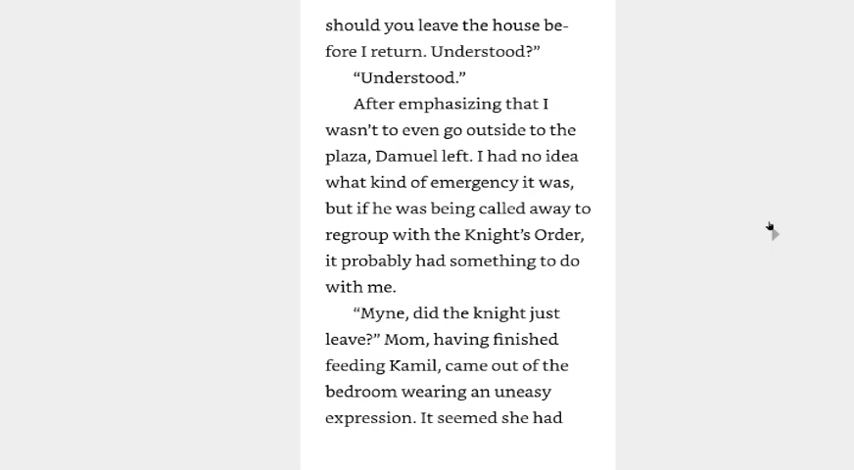 should you leave the house be-
fore I return. Understood?”
“Understood.”
After emphasizing that I
wasn’t to even go outside to the
plaza, Damuel left. I had no idea
what kind of emergency it was,
but if he was being called away to
regroup with the Knight’s Order,
it probably had something to do
with me.
“Myne, did the knight just
leave?” Mom, having finished
feeding Kamil, came out of the
bedroom wearing an uneasy
expression. It seemed she had